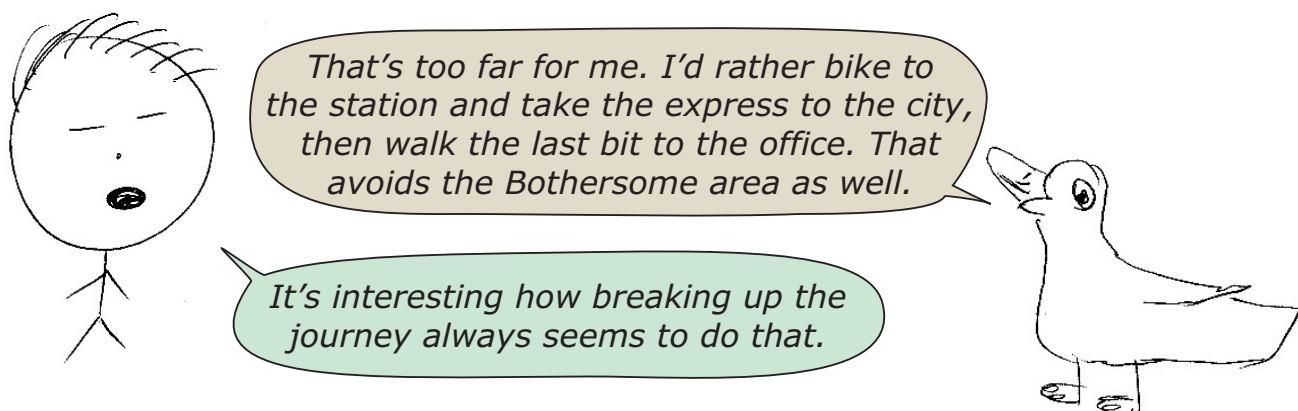 That’s too far for me. I’d rather bike to
the station and take the express to the city,
then walk the last bit to the office. That
avoids the Bothersome area as well.
It’s interesting how breaking up the
journey always seems to do that.